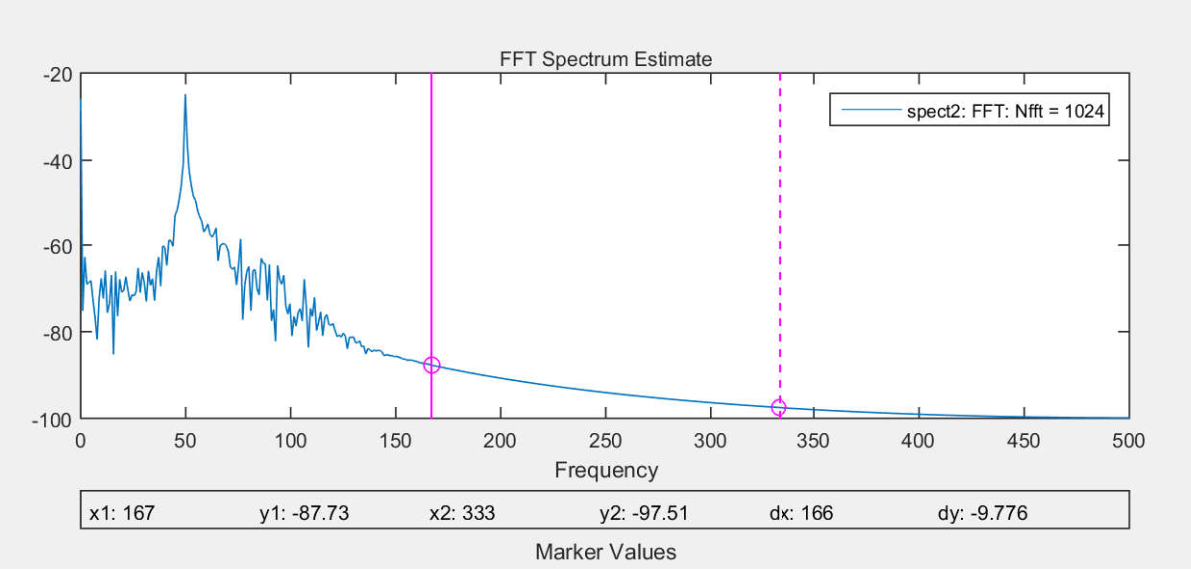 FFT Spectrum Estimate
-20
spect2: FFT: Nfft = 1024
-40
-60
-80
-100
0 50 100 150 200 250 300 350 400 450 500
Frequency
x1: 167 y1: -87.73 x2: 333 y2: -97.51 dx: 166 dy: -9.776
Marker Values